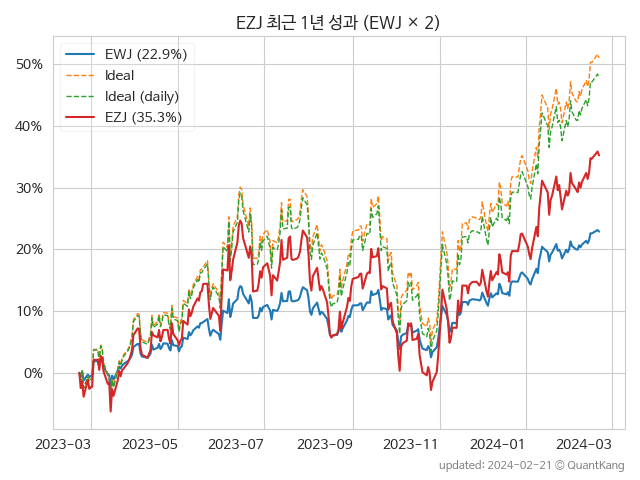 EZJ 최근 1년 성과 (EWJ × 2)
EWJ (22.9%)
Ideal
Ideal (daily)
EZJ (35.3%)
50%
40%
30%
20%
10%
0%
2023-03 2023-05 2023-07 2023-09 2023-11 2024-01 2024-03
updated: 2024-02-21 © QuantKang